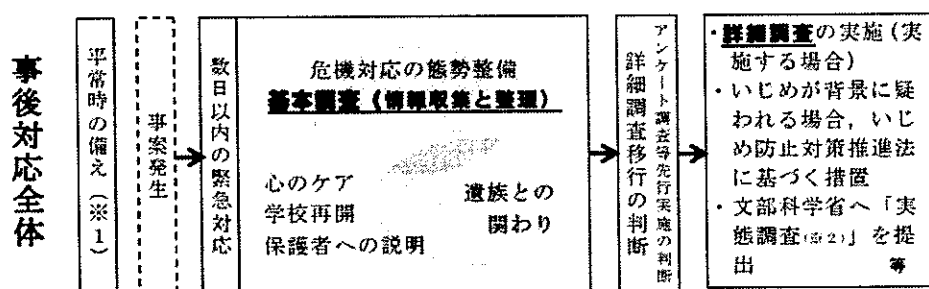 事後対応全体
平常時の備え(※1)
事案発生
数日以内の緊急対応
危機対応の態勢整備
基本調査(情報収集と整理)
心のケア
学校再開
保護者への説明
遺族との
関わり
アンケート調査等先行実施の判断
詳細調査移行の判断
・詳細調査の実施(実
施する場合)
・いじめが背景に疑
われる場合,いじ
め防止対策推進法
に基づく措置
・文部科学省へ「実
態調査(※2)」を提
出 等